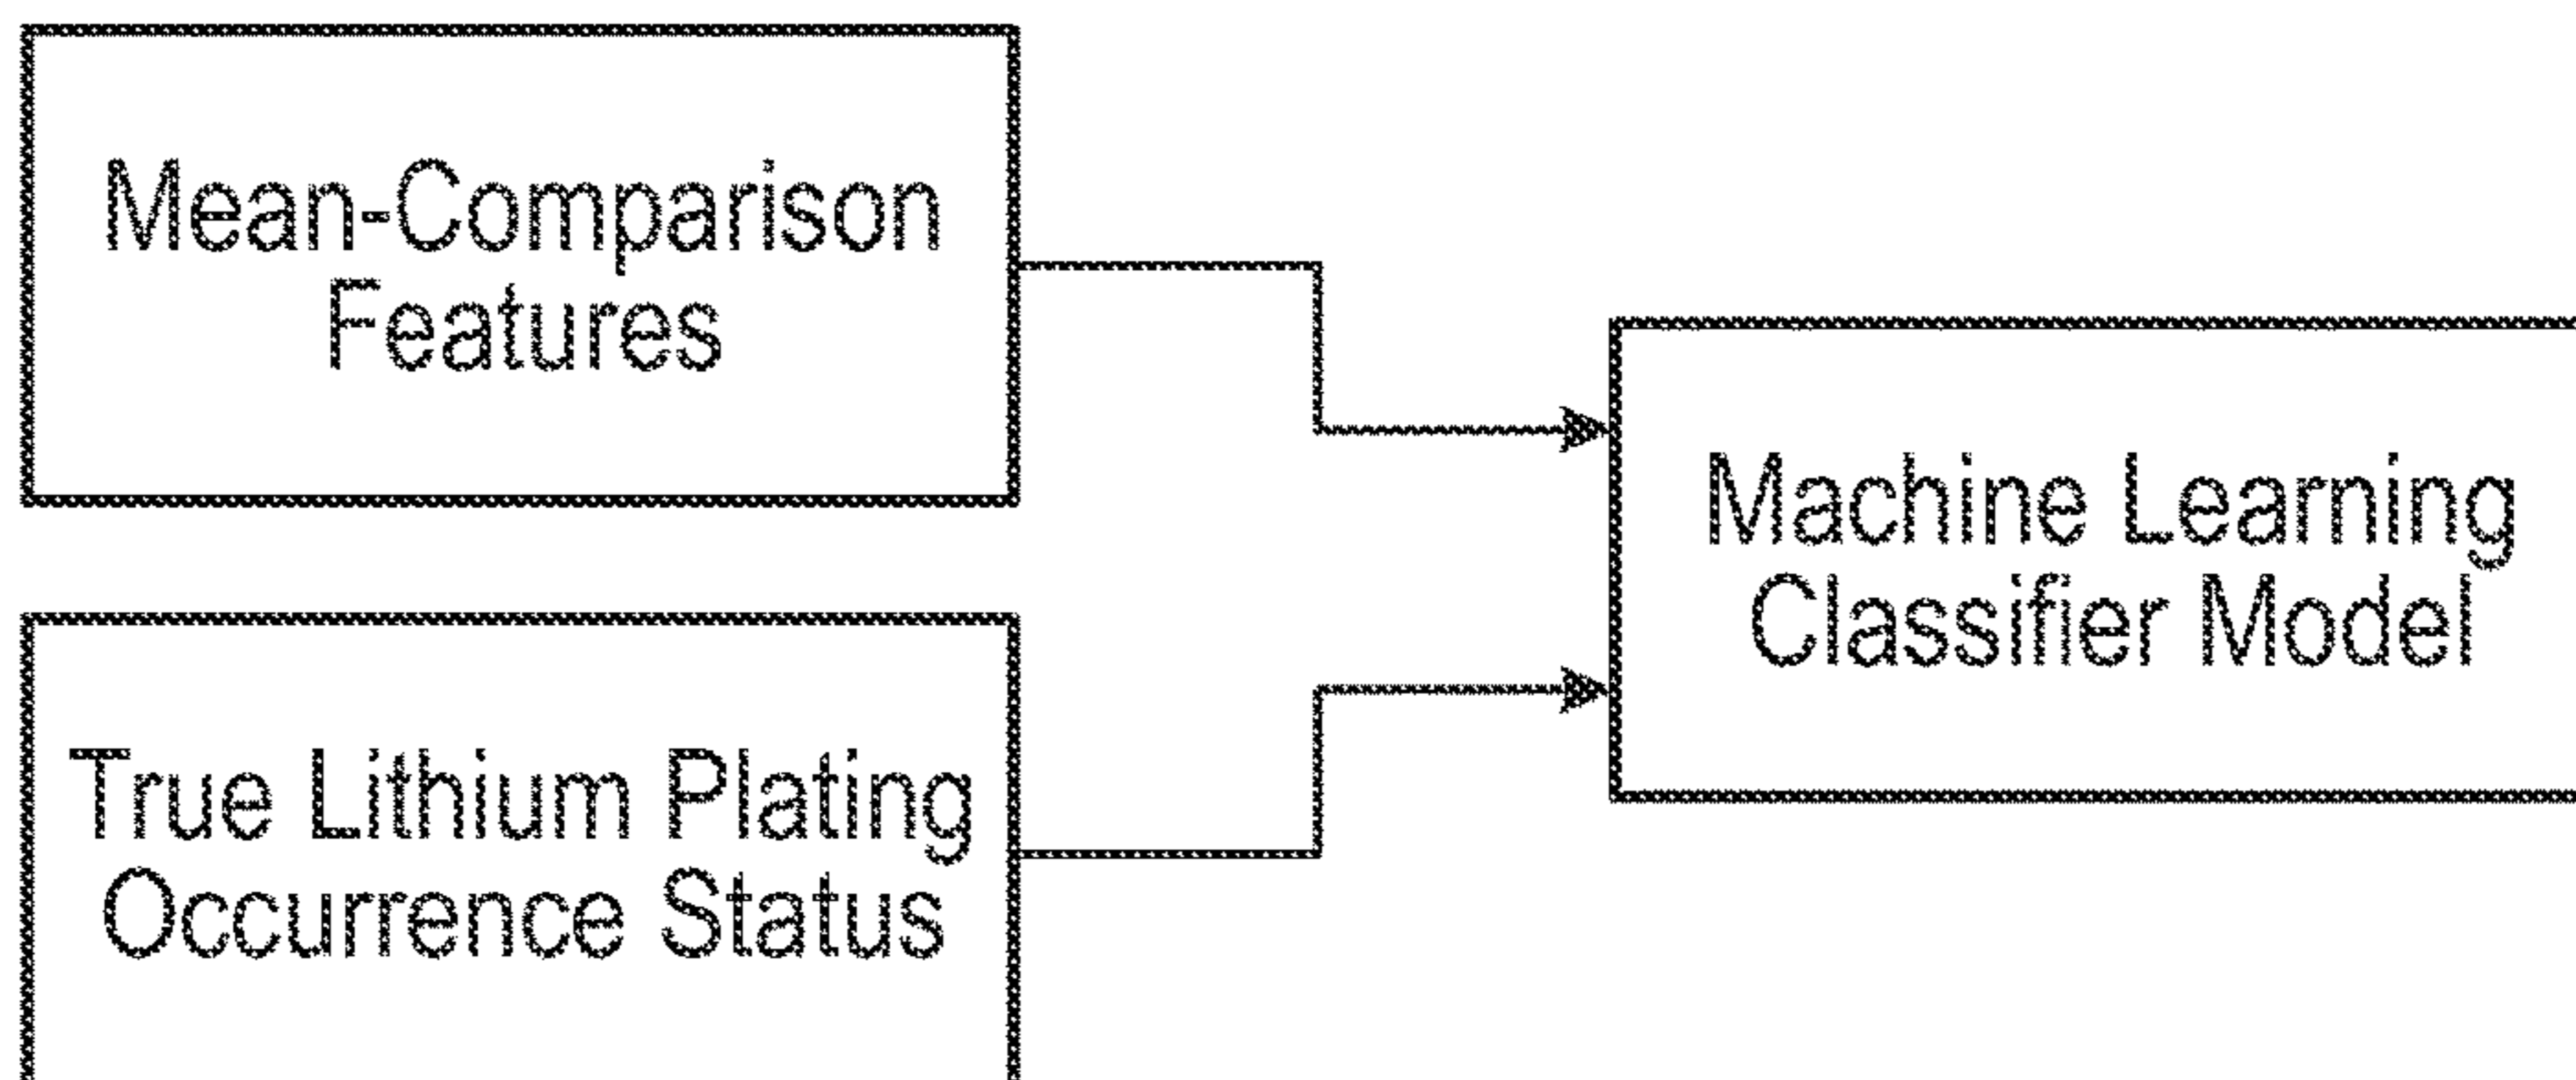 Mean-Comparison
Features
True Lithium Plating
Occurrence Status
Machine Learning
Classifier Model